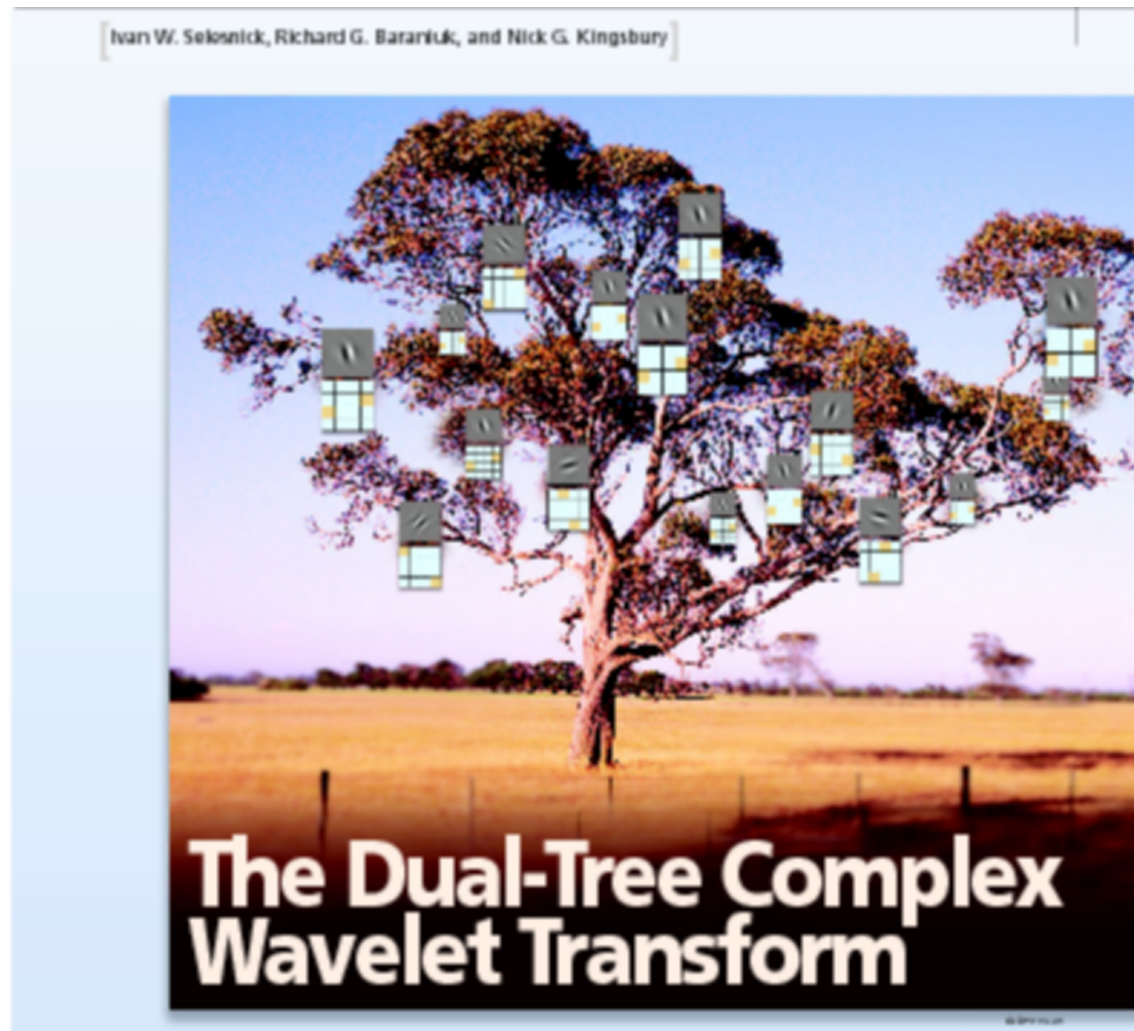 [Ivan W. Selesnick, Richard G. Baraniuk, and Nick G. Kingsbury]
The Dual-Tree Complex
Wavelet Transform